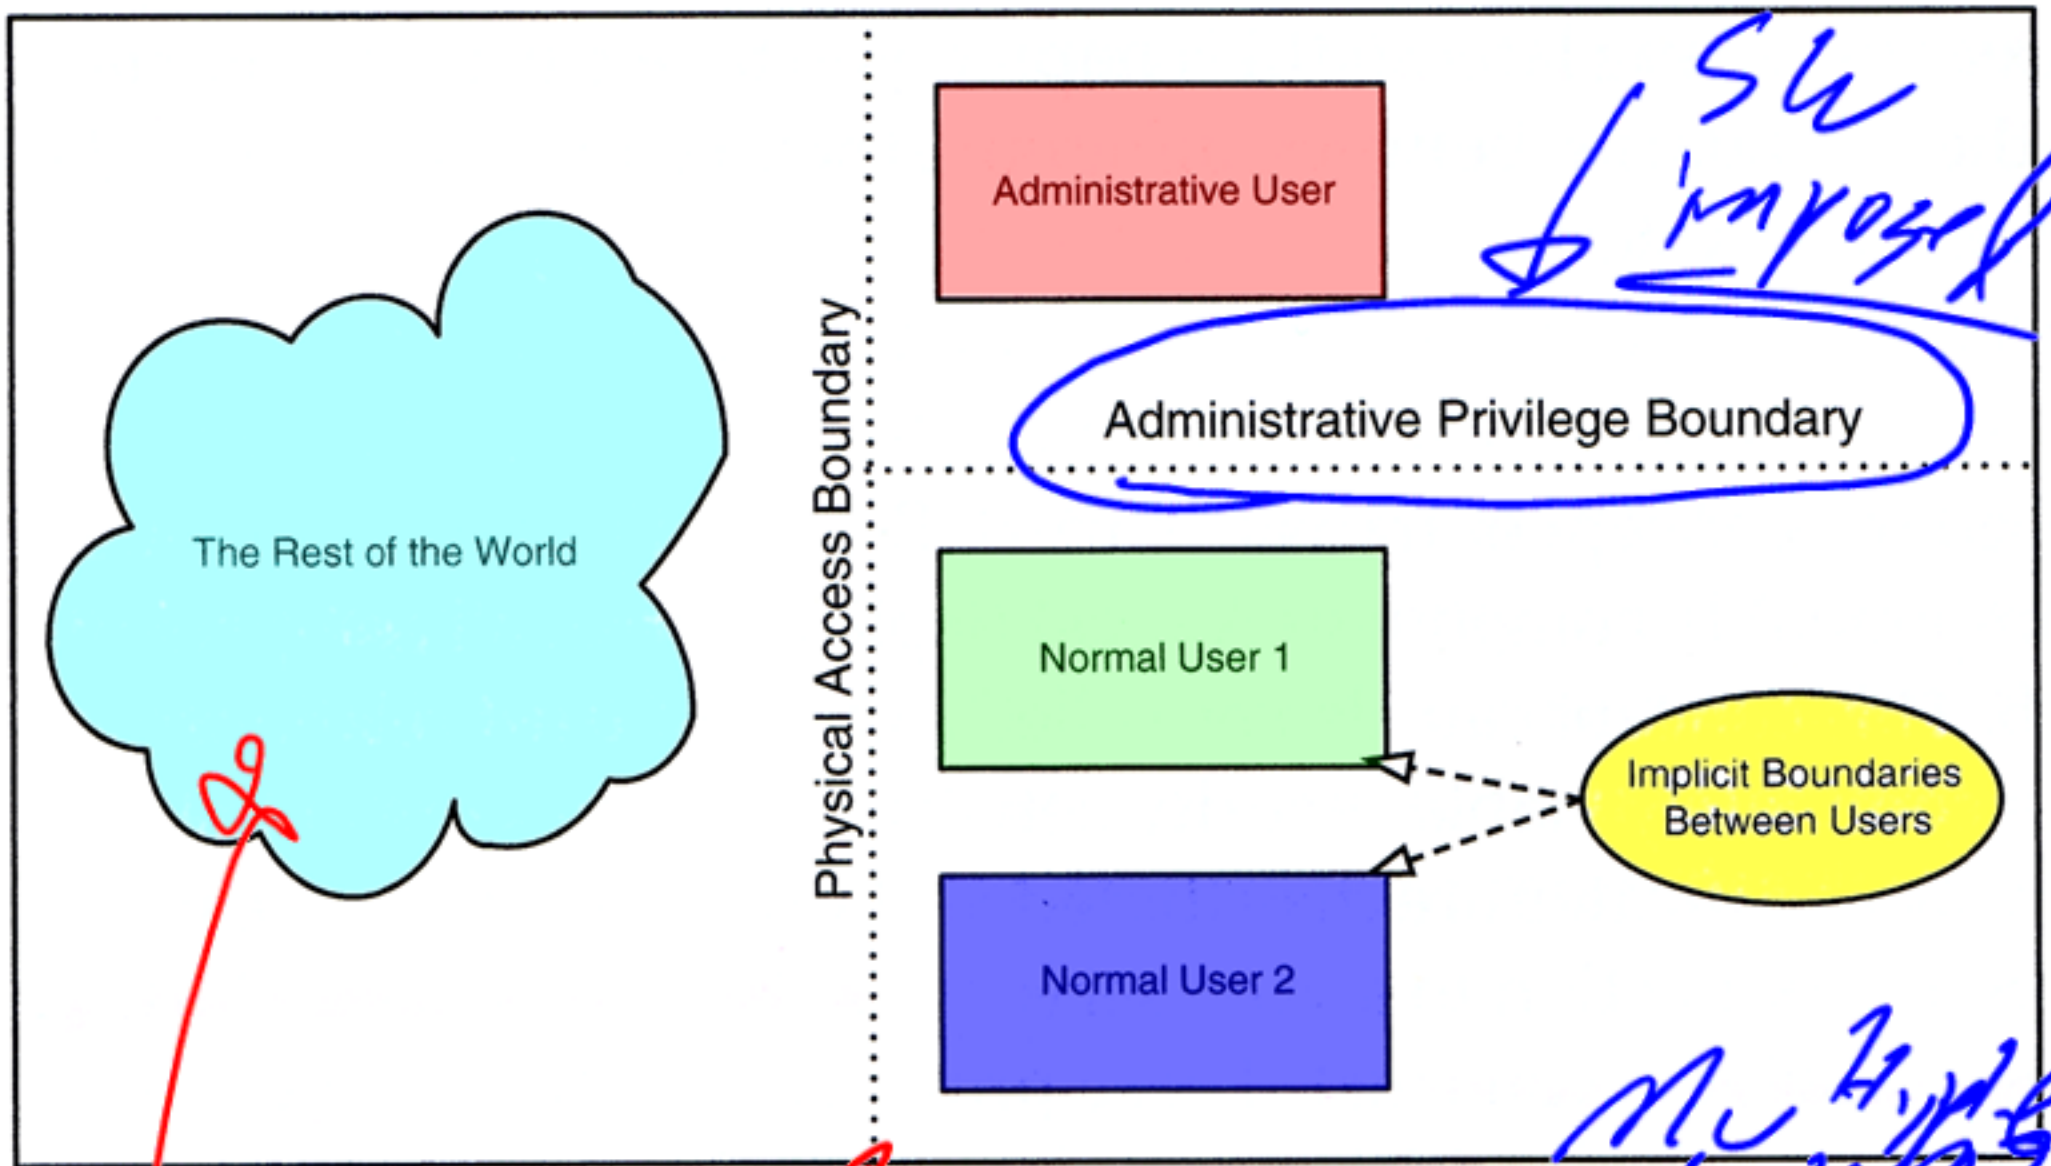 SW
imposed
Administrative User
Administrative Privilege Boundary
Physical Access Boundary
The Rest of the World
Normal User 1
Implicit Boundaries
Between Users
Normal User 2